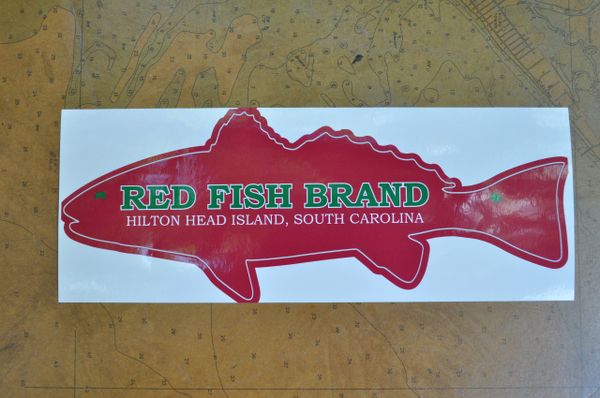 RED FISH BRAND
HILTON HEAD ISLAND, SOUTH CAROLINA